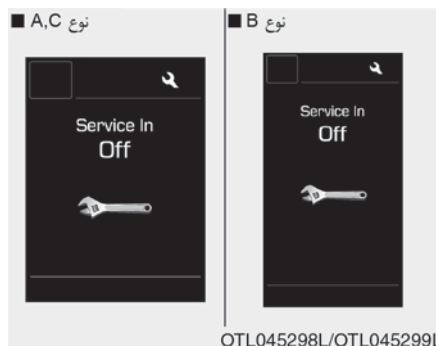 ■ A,C نوع
■ B نوع
Service In
Off
Service In
Off
OTL045298L/OTL045299L